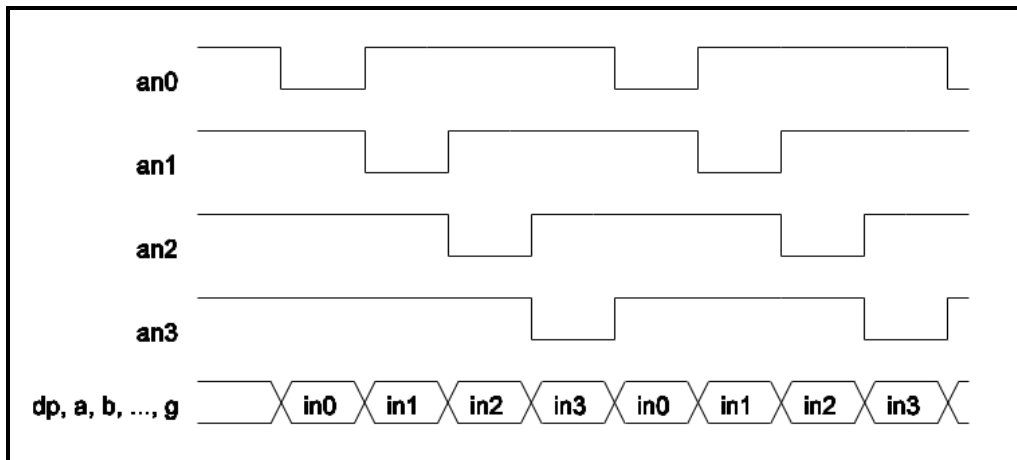 an0
an1
an2
an3
dp, a, b, ..., g in0 in1 in2 in3 in0 in1 in2 in3